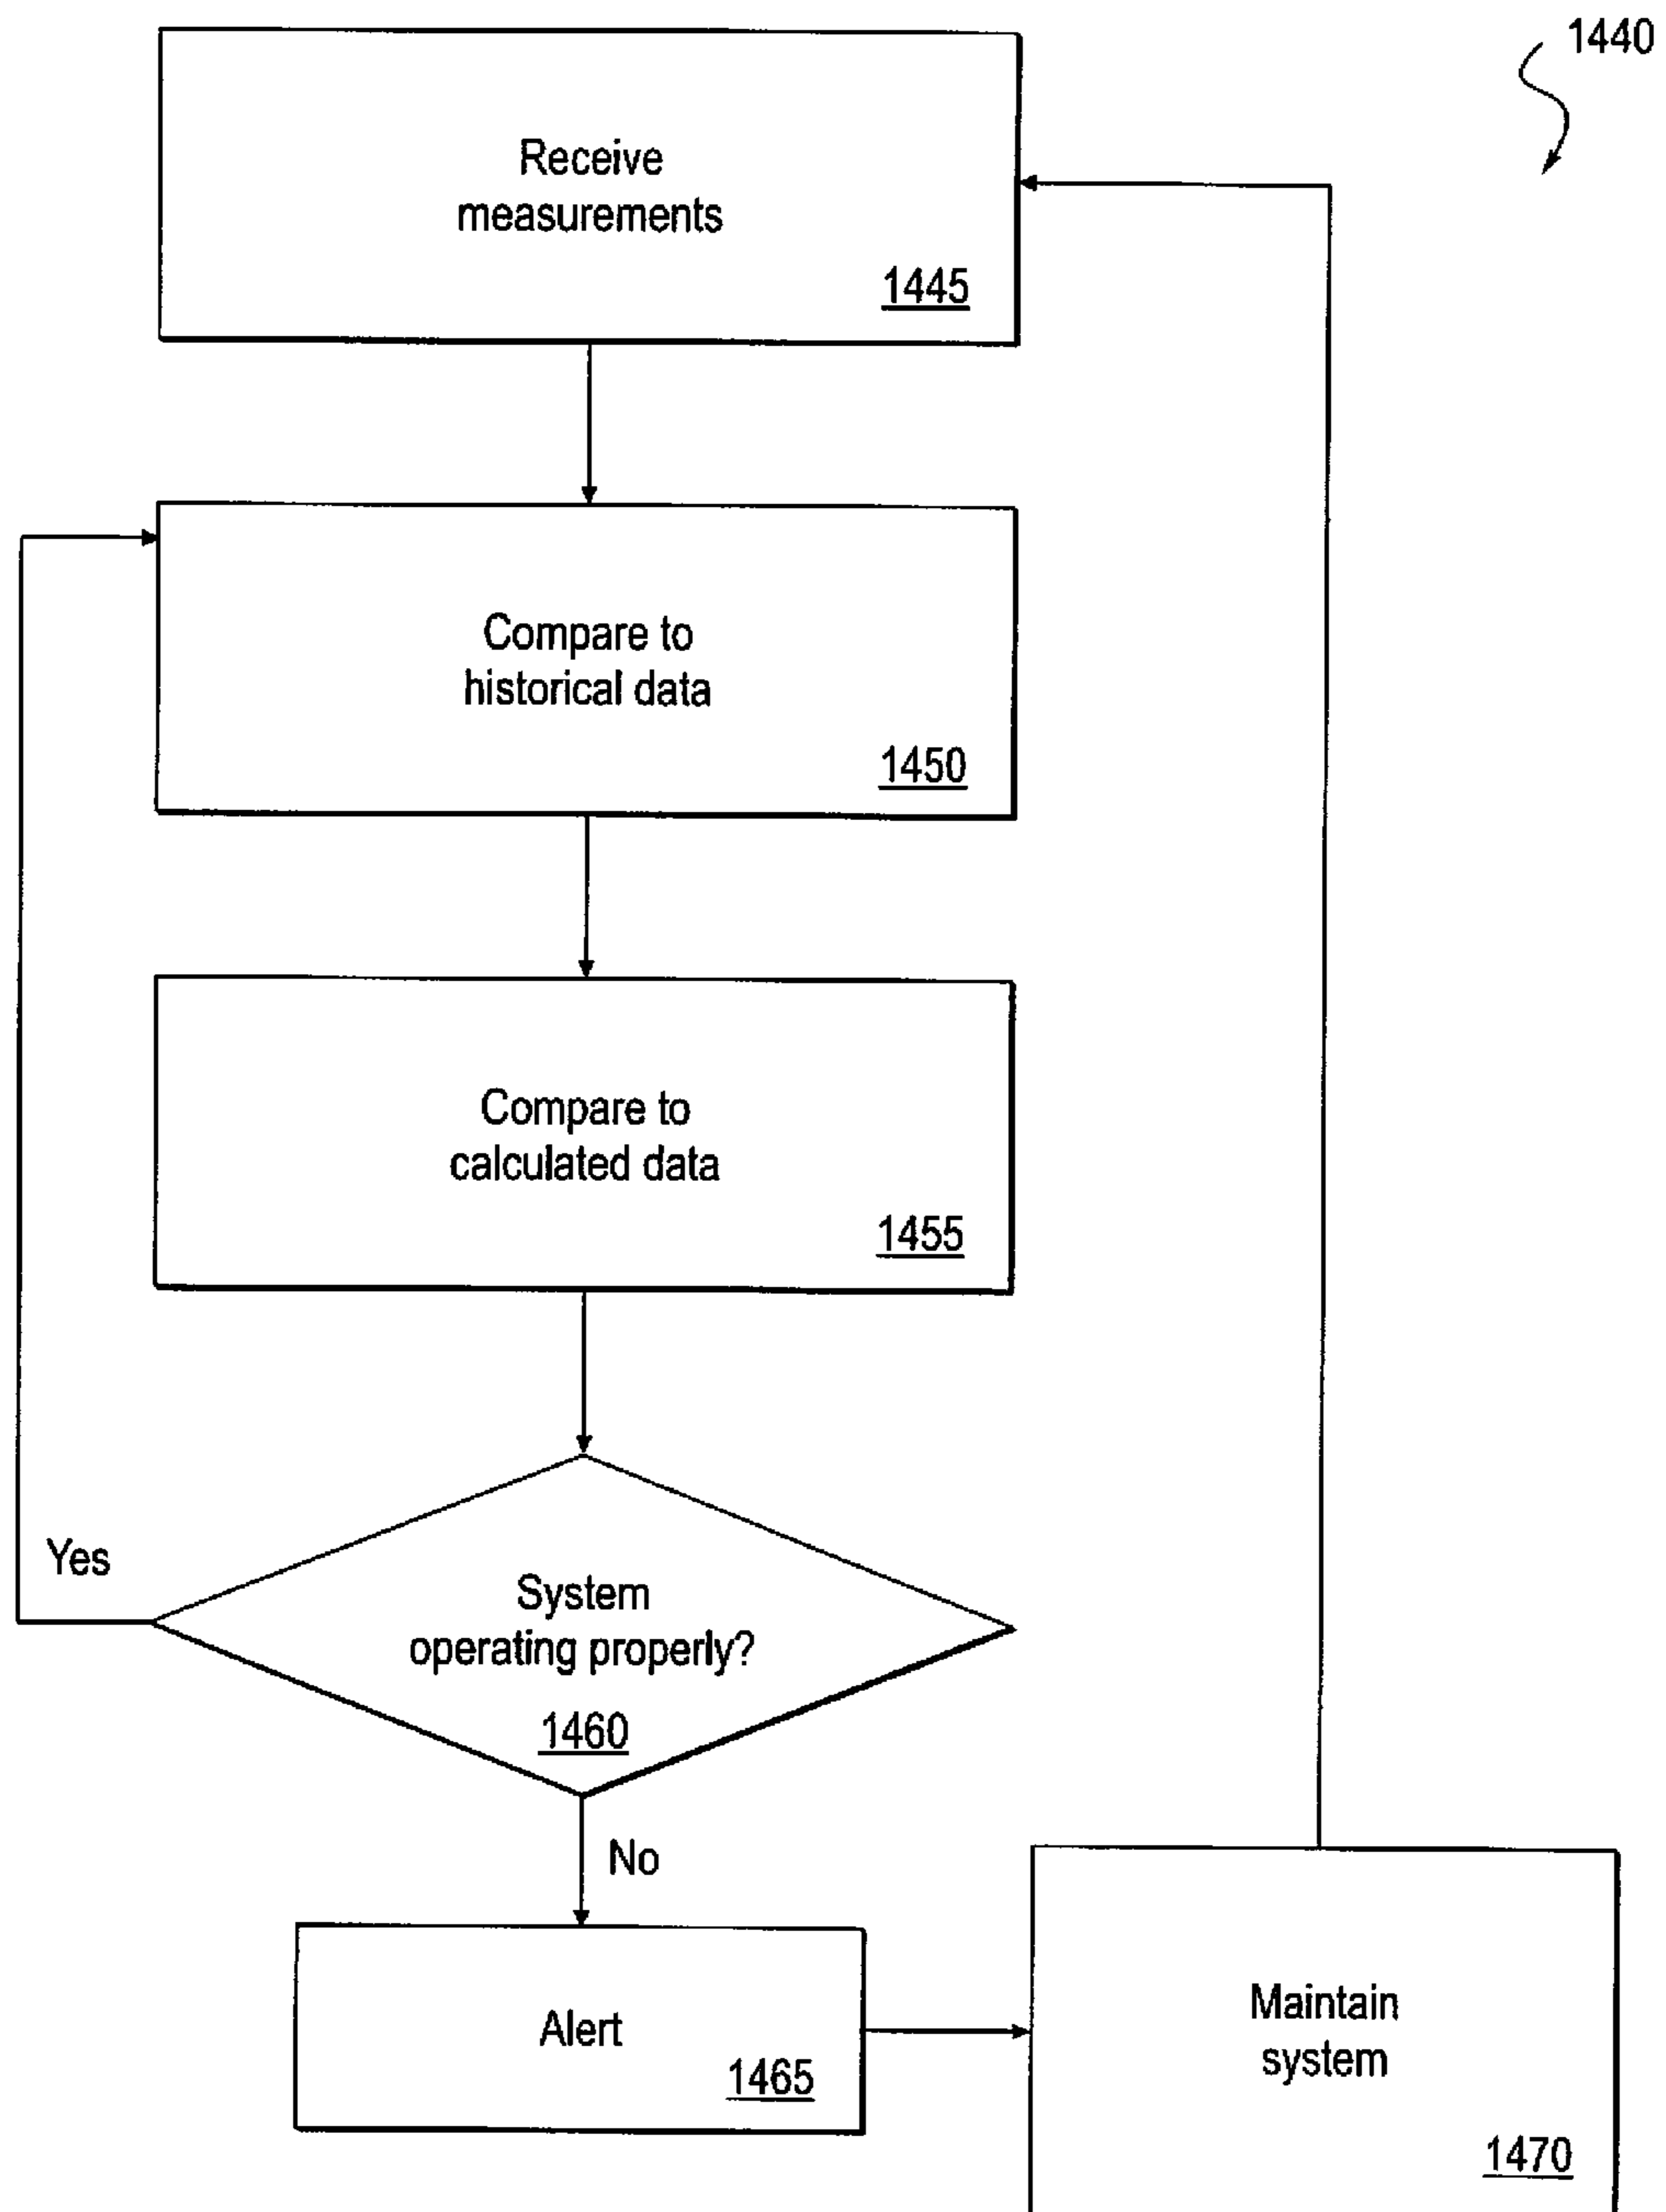 1440
Receive
measurements
1445
Compare to
historical data
1450
Compare to
calculated data
1455
Yes
System
operating properly?
1460
No
Alert
1465
Maintain
system
1470